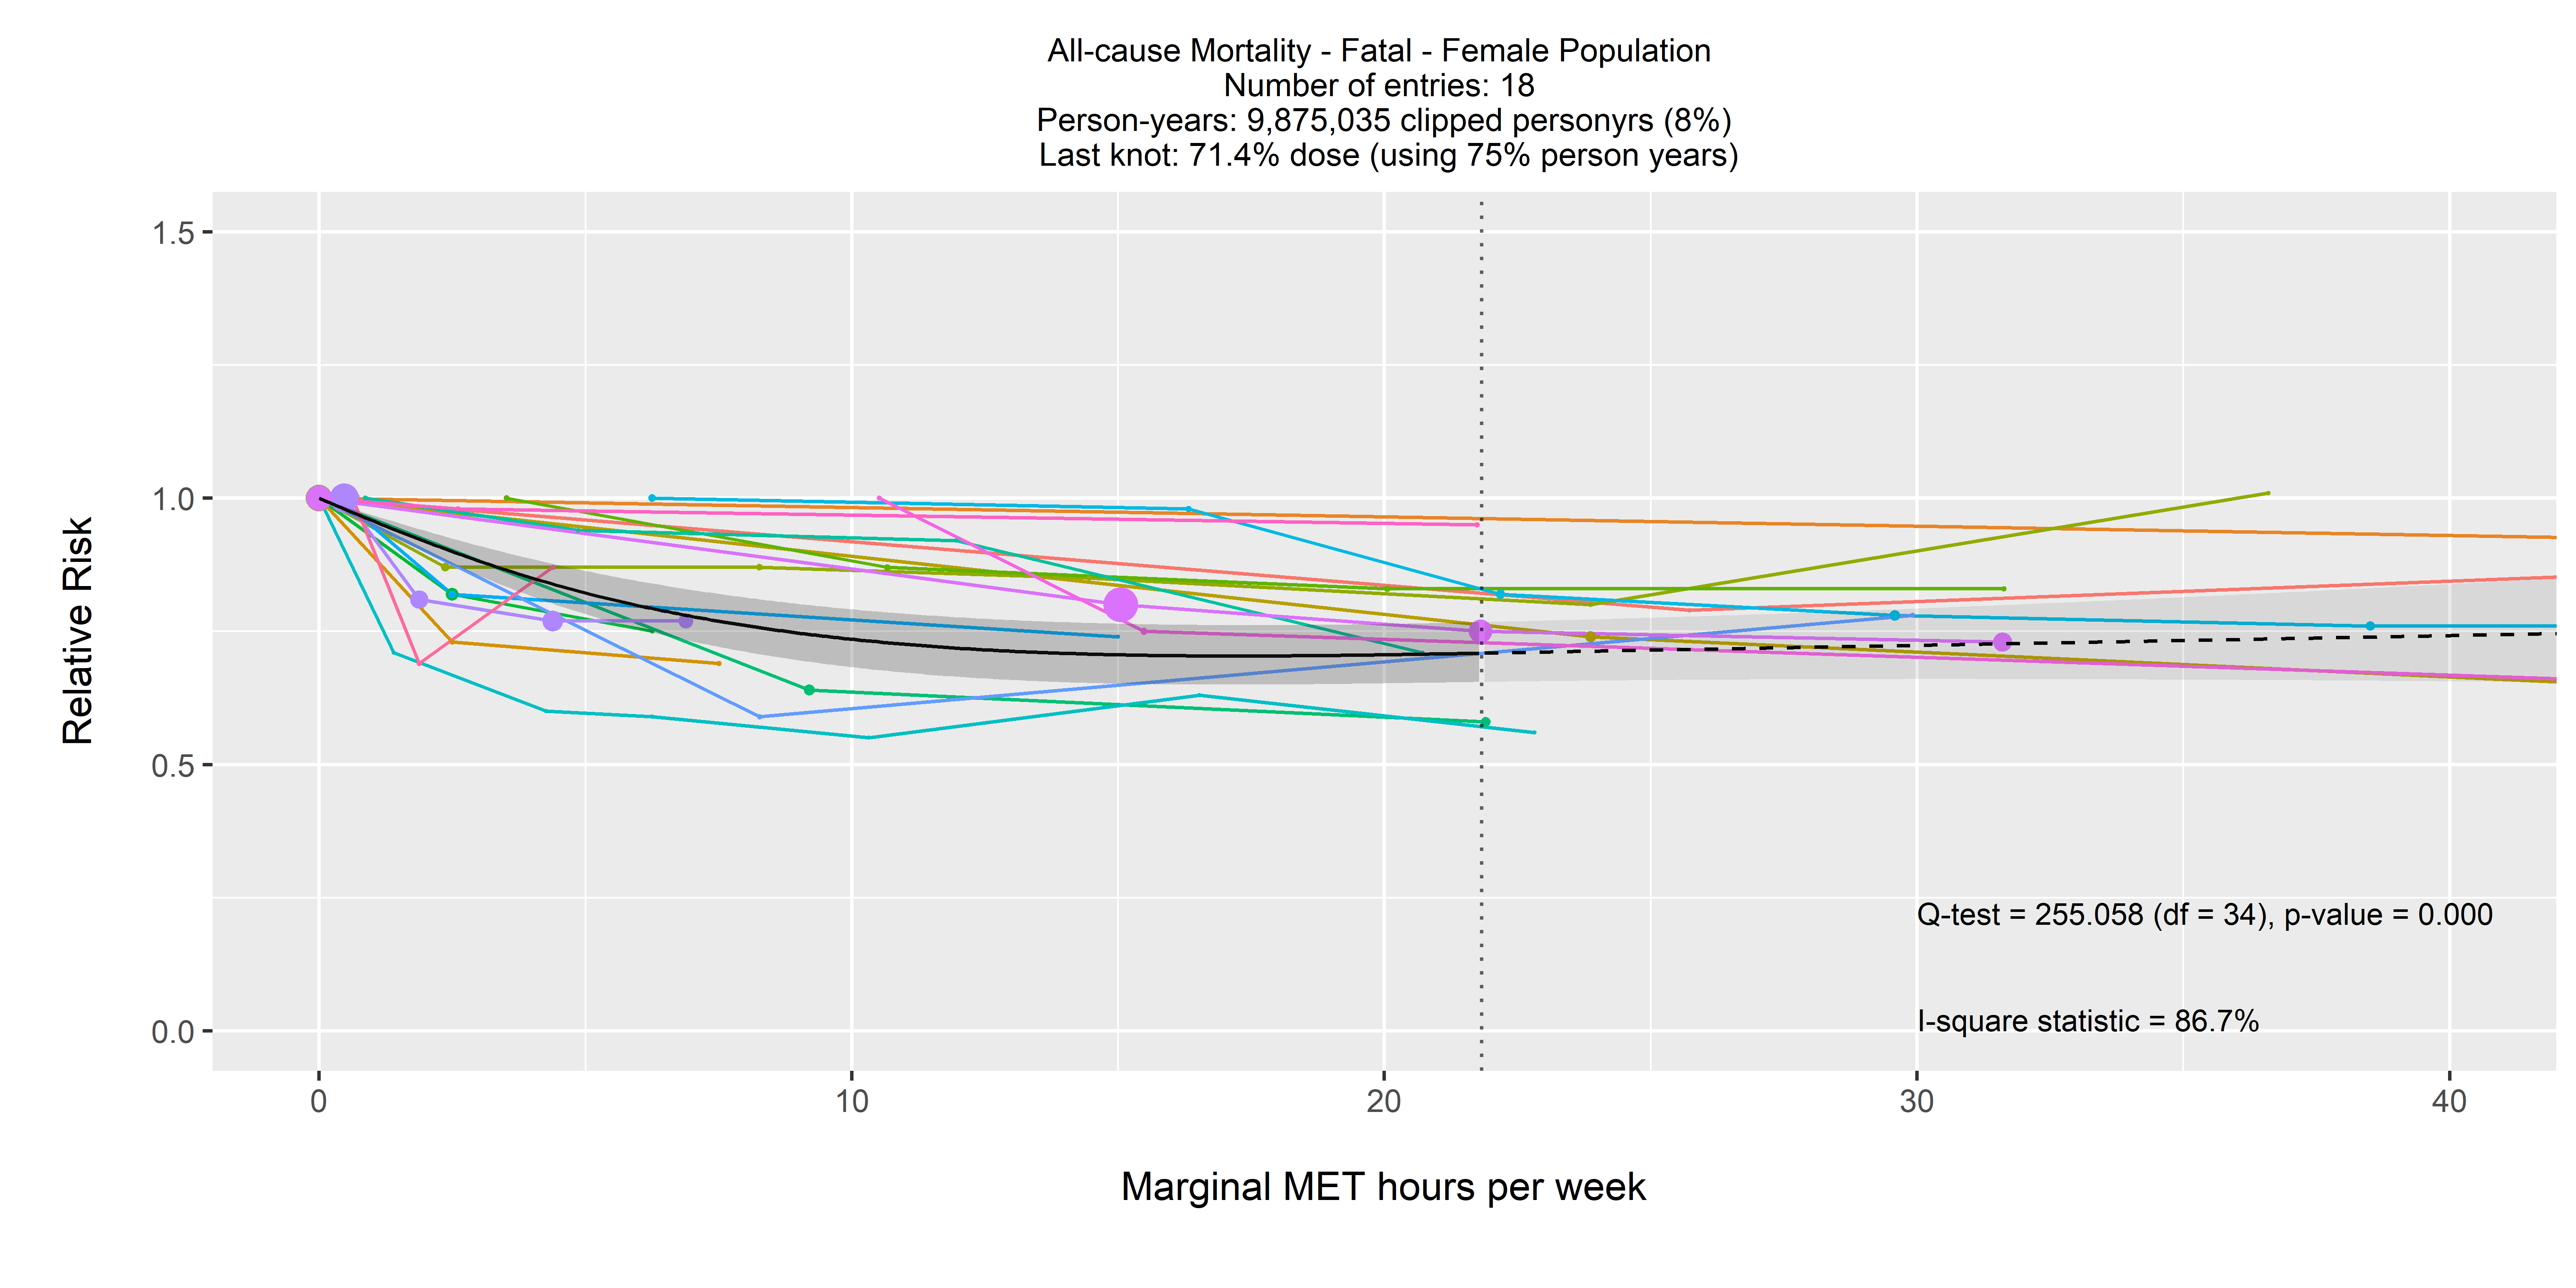 All-cause Mortality - Fatal - Female Population
Number of entries: 18
Person-years: 9,875,035 clipped personyrs (8%)
Last knot: 71.4% dose (using 75% person years)
Relative Risk
1.5
1.0
0.5
0.0
Q-test = 255.058 (df = 34), p-value = 0.000
I-square statistic = 86.7%
0 10 20 30 40
Marginal MET hours per week